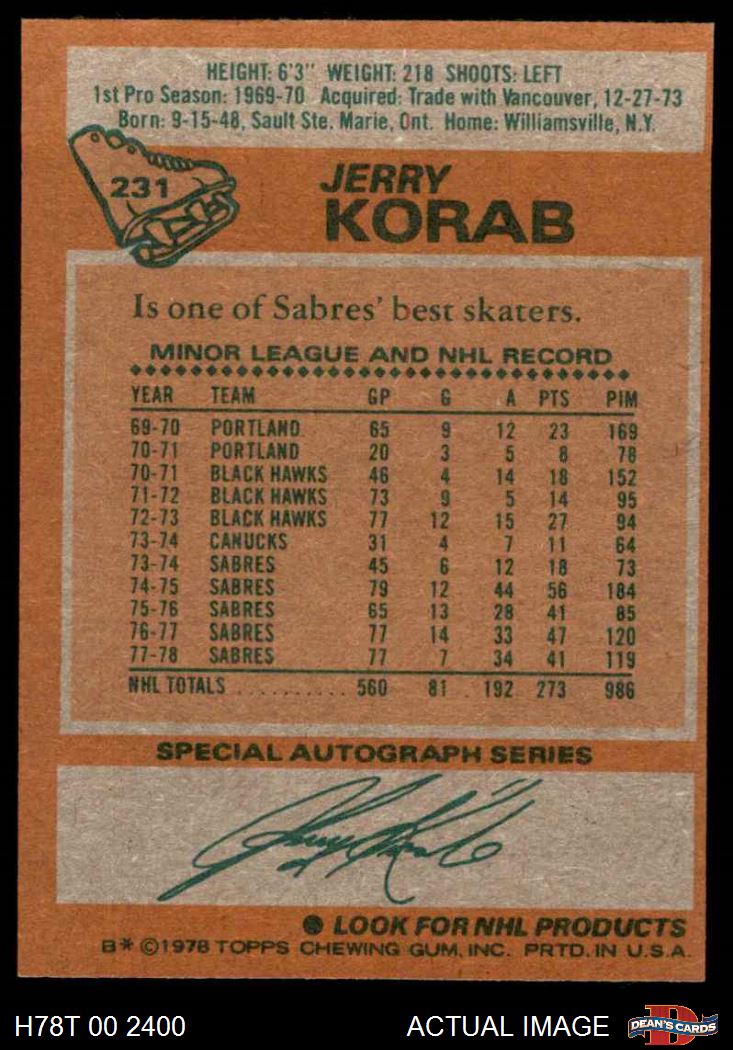 HEIGHT: 6'3" WEIGHT: 218 SHOOTS: LEFT
1st Pro Season: 1969-70 Acquired: Trade with Vancouver, 12-27-73
Born: 9-15-48, Sault Ste. Marie, Ont. Home: Williamsville, N.Y.
231
JERRY
KORAB
Is one of Sabres' best skaters.
MINOR LEAGUE AND NHL RECORD
YEAR TEAM GP G A PTS PIM
69-70 PORTLAND 65 9 12 23 169
70-71 PORTLAND 20 3 5 8 78
70-71 BLACK HAWKS 46 4 14 18 152
71-72 BLACK HAWKS 73 9 5 14 95
72-73 BLACK HAWKS 77 12 15 27 94
73-74 CANUCKS 31 4 7 11 64
73-74 SABRES 45 6 12 18 73
74-75 SABRES 79 12 44 56 184
75-76 SABRES 65 13 28 41 85
76-77 SABRES 77 14 33 47 120
77-78 SABRES 77 7 34 41 119
NHL TOTALS .......... 560 81 . 192 273 986
SPECIAL AUTOGRAPH SERIES
Jerry Korab
● LOOK FOR NHL PRODUCTS
B* ©1978 TOPPS CHEWING GUM, INC. PRTD. IN U.S.A.
H78T 00 2400 ACTUAL IMAGE
D
DEAN'S CARDS